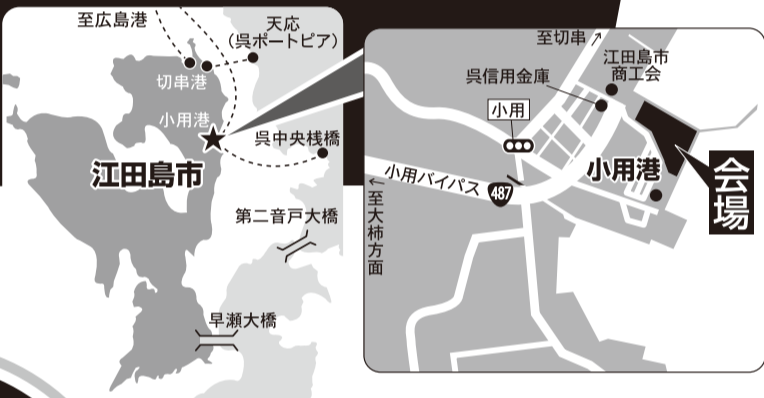 至広島港
天応
(呉ポートピア)
切串港
小用港
呉中央桟橋
江田島市
第二音戸大橋
早瀬大橋
至切串↗
江田島市
商工会
呉信用金庫
小用
小用港
小用バイパス
487
←至大柿方面
会場